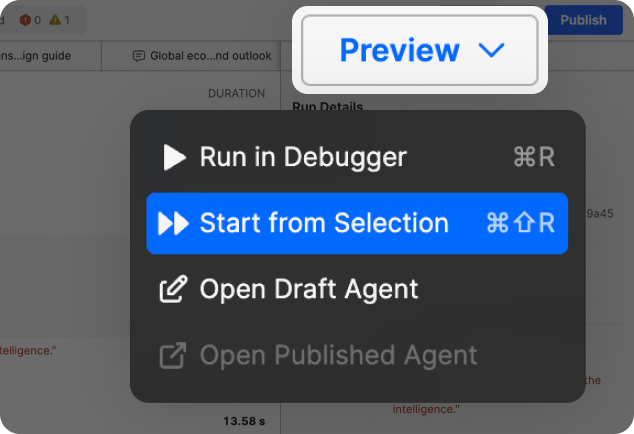 d 0 1
Preview
Publish
ens...ign guide
Global eco...nd outlook
DURATION
Run Details
Run in Debugger ⌘R
Start from Selection ⌘⇧R
9a45
Open Draft Agent
Open Published Agent
telligence."
the
intelligence."
13.58 s